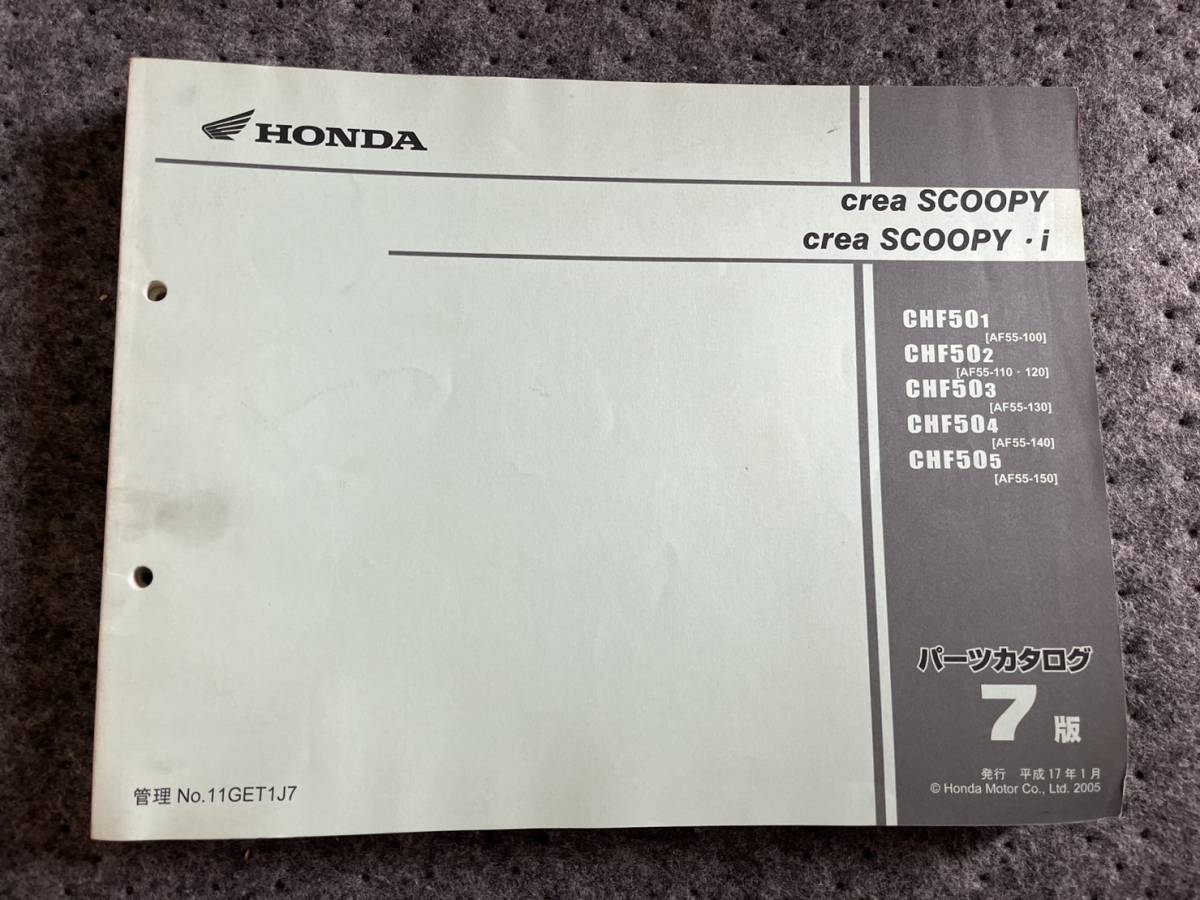 HONDA
crea SCOOPY
crea SCOOPY・i
CHF501
[AF55-100]
CHF502
[AF55-110・120]
CHF503
[AF55-130]
CHF504
[AF55-140]
CHF505
[AF55-150]
パーツカタログ
7 版
発行 平成17年1月
© Honda Motor Co., Ltd. 2005
管理 No.11GET1J7